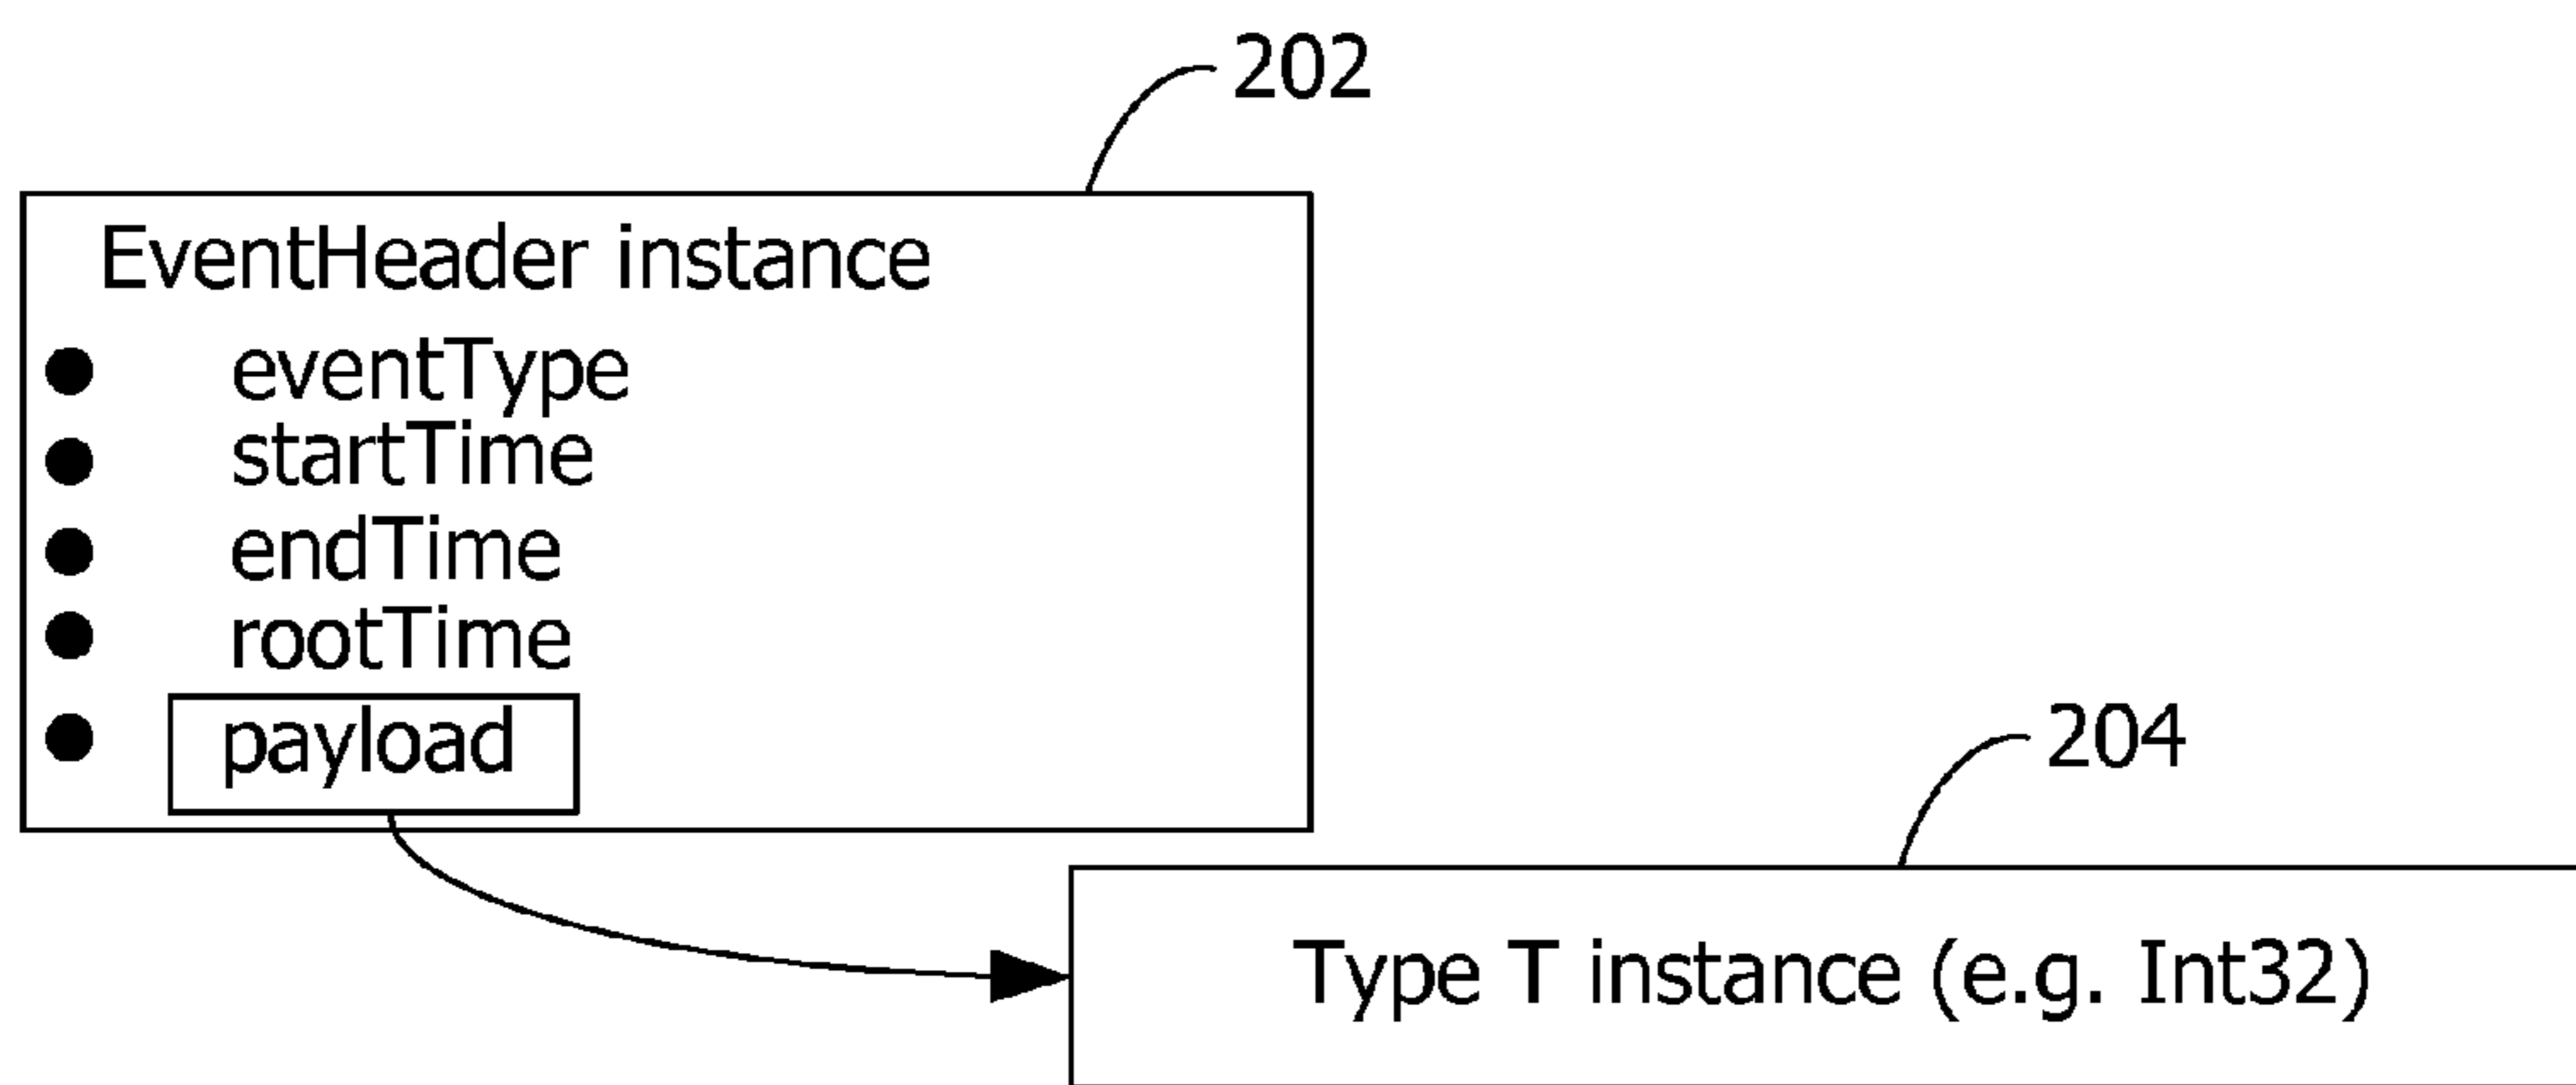 202
EventHeader instance
● eventType
● startTime
● endTime
● rootTime
● payload
204
Type T instance (e.g. Int32)